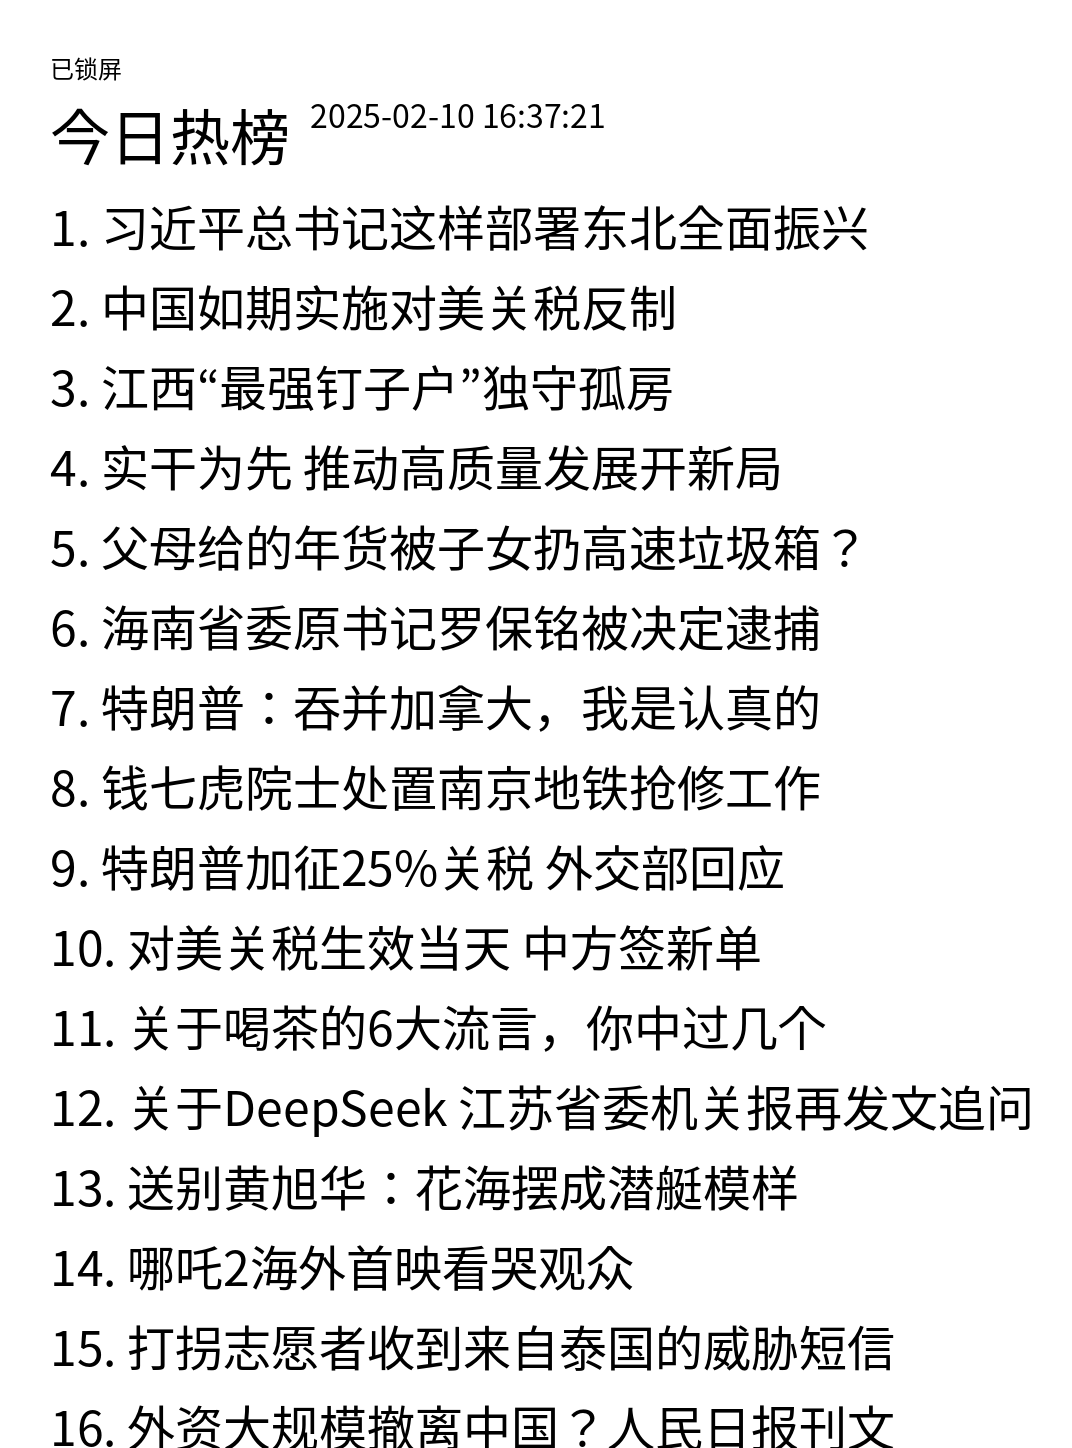 已锁屏
今日热榜 2025-02-10 16:37:21
1. 习近平总书记这样部署东北全面振兴
2. 中国如期实施对美关税反制
3. 江西“最强钉子户”独守孤房
4. 实干为先 推动高质量发展开新局
5. 父母给的年货被子女扔高速垃圾箱？
6. 海南省委原书记罗保铭被决定逮捕
7. 特朗普：吞并加拿大，我是认真的
8. 钱七虎院士处置南京地铁抢修工作
9. 特朗普加征25%关税 外交部回应
10. 对美关税生效当天 中方签新单
11. 关于喝茶的6大流言，你中过几个
12. 关于DeepSeek 江苏省委机关报再发文追问
13. 送别黄旭华：花海摆成潜艇模样
14. 哪吒2海外首映看哭观众
15. 打拐志愿者收到来自泰国的威胁短信
16. 外资大规模撤离中国？人民日报刊文